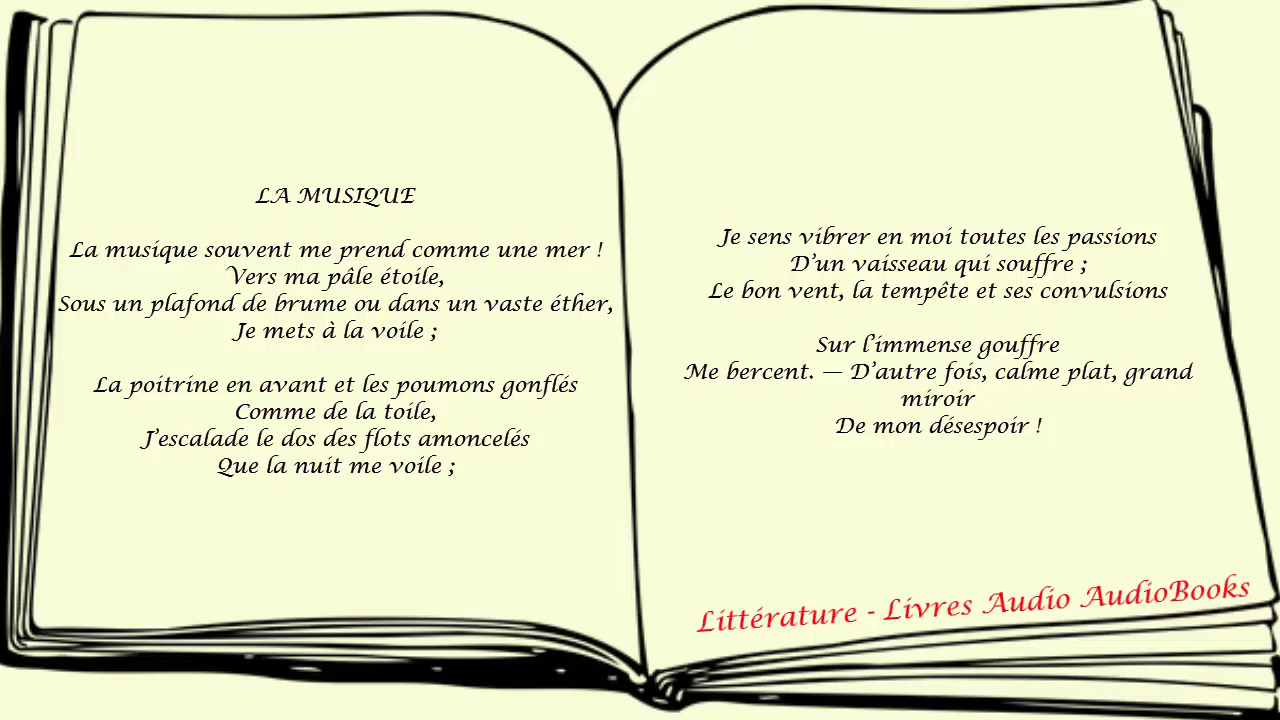 LA MUSIQUE
La musique souvent me prend comme une mer !
Vers ma pâle étoile,
Sous un plafond de brume ou dans un vaste éther,
Je mets à la voile ;
La poitrine en avant et les poumons gonflés
Comme de la toile,
J'escalade le dos des flots amoncelés
Que la nuit me voile ;
Je sens vibrer en moi toutes les passions
D'un vaisseau qui souffre ;
Le bon vent, la tempête et ses convulsions
Sur l'immense gouffre
Me bercent. — D'autre fois, calme plat, grand
miroir
De mon désespoir !
Littérature - Livres Audio AudioBooks